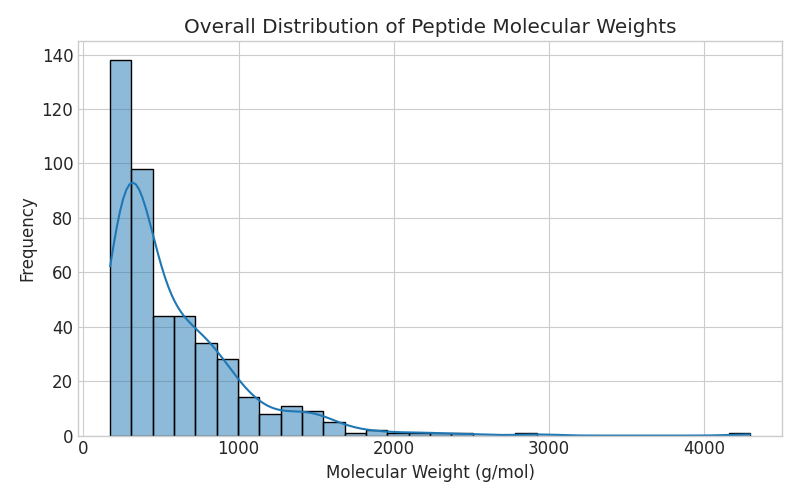 Overall Distribution of Peptide Molecular Weights
140
120
100
80
60
40
20
0
Frequency
0 1000 2000 3000 4000
Molecular Weight (g/mol)